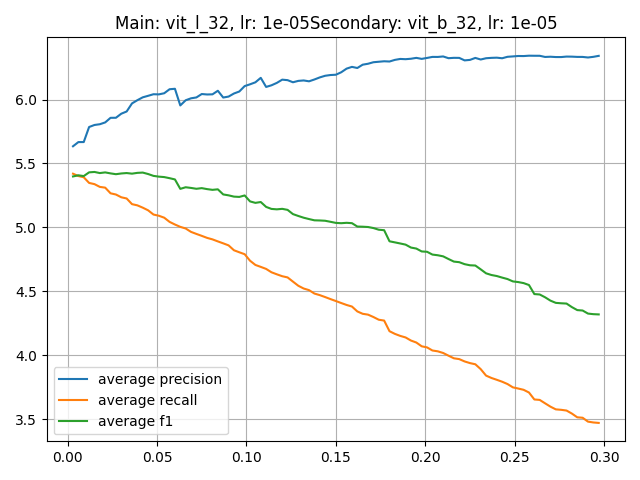 Main: vit_l_32, lr: 1e-05Secondary: vit_b_32, lr: 1e-05
6.0
5.5
5.0
4.5
4.0
3.5
average precision
average recall
average f1
0.00 0.05 0.10 0.15 0.20 0.25 0.30